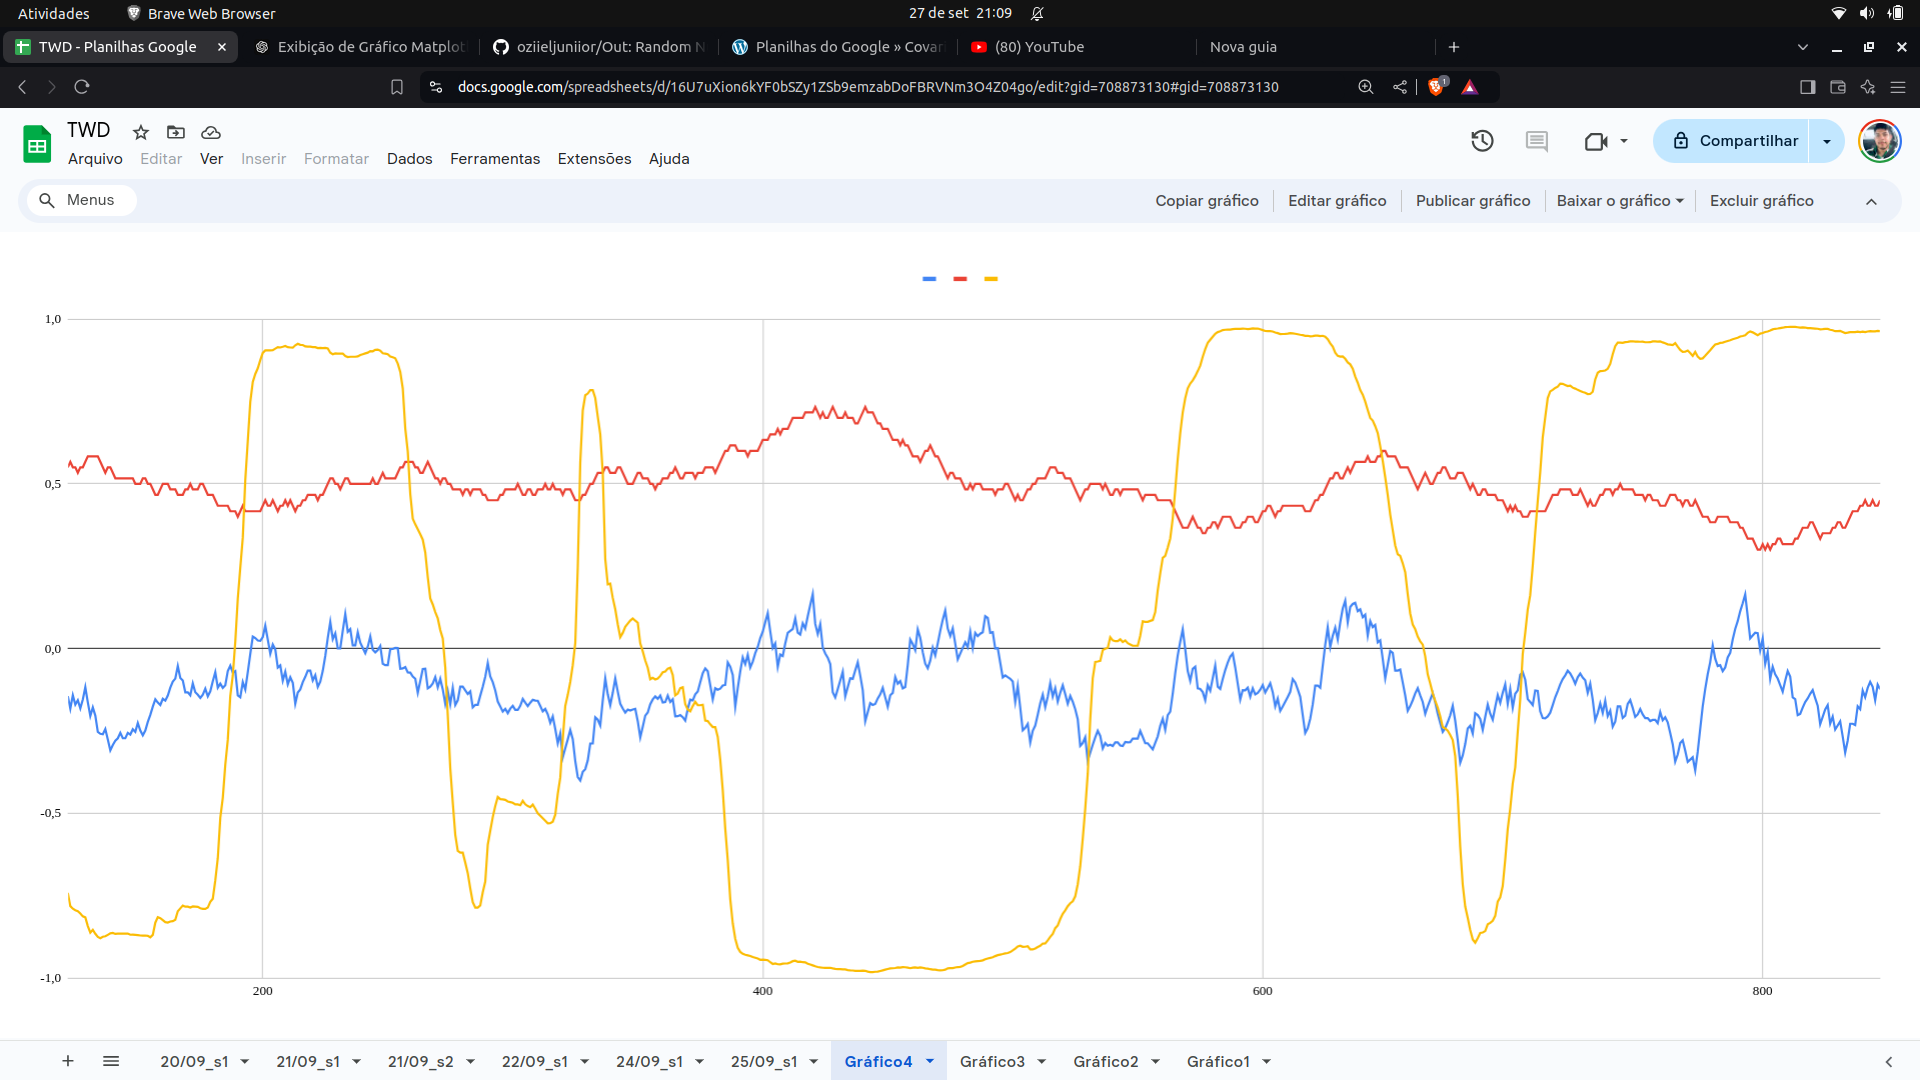 Atividades
Brave Web Browser
27 de set 21:09
TWD - Planilhas Google
Exibição de Gráfico Matplot
oziieljuniior/Out: Random N
Planilhas do Google » Covar
(80) YouTube
Nova guia
docs.google.com/spreadsheets/d/16U7uXion6kYF0bSZy1ZSb9emzabDoFBRVNm3O4Z04go/edit?gid=708873130#gid=708873130
1
TWD
Arquivo Editar Ver Inserir Formatar Dados Ferramentas Extensões Ajuda
Compartilhar
Menus
Copiar gráfico
Editar gráfico
Publicar gráfico
Baixar o gráfico
Excluir gráfico
1,0
0,5
0,0
-0,5
-1,0
200
400
600
800
20/09_s1
21/09_s1
21/09_s2
22/09_s1
24/09_s1
25/09_s1
Gráfico4
Gráfico3
Gráfico2
Gráfico1